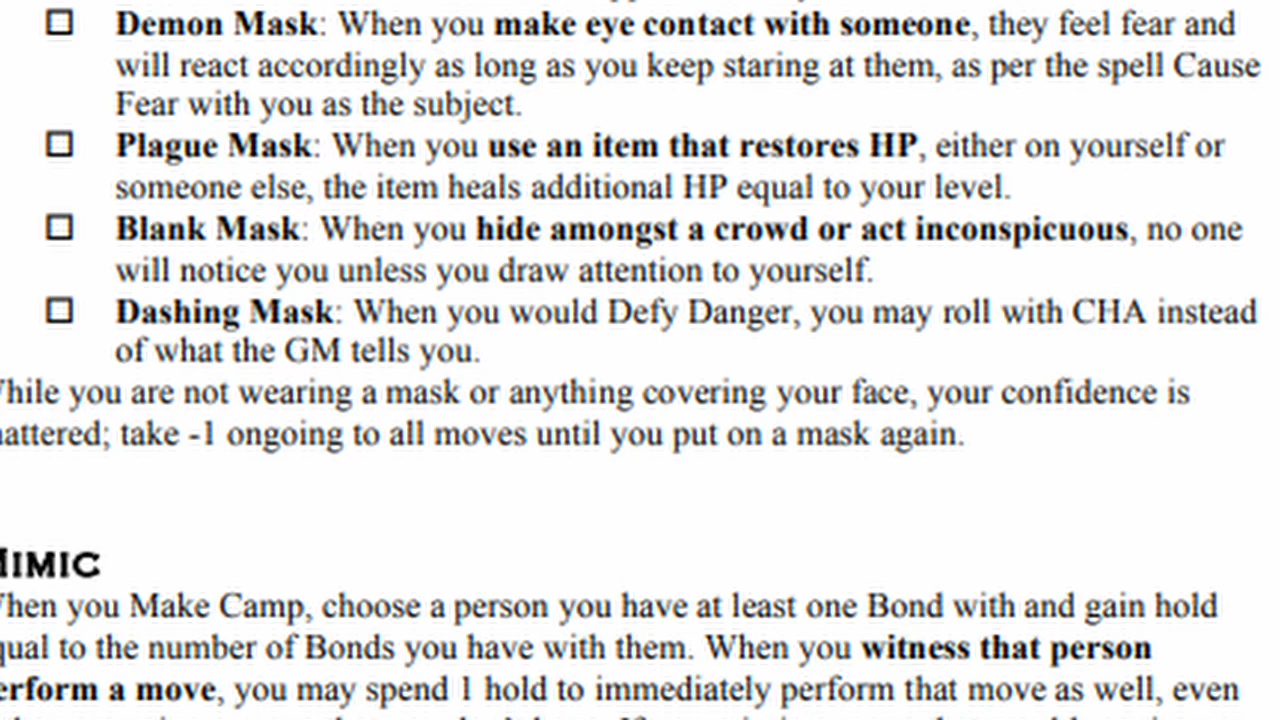 ☐ Demon Mask: When you make eye contact with someone, they feel fear and
will react accordingly as long as you keep staring at them, as per the spell Cause
Fear with you as the subject.
☐ Plague Mask: When you use an item that restores HP, either on yourself or
someone else, the item heals additional HP equal to your level.
☐ Blank Mask: When you hide amongst a crowd or act inconspicuous, no one
will notice you unless you draw attention to yourself.
☐ Dashing Mask: When you would Defy Danger, you may roll with CHA instead
of what the GM tells you.
hile you are not wearing a mask or anything covering your face, your confidence is
attered; take -1 ongoing to all moves until you put on a mask again.
MIMIC
hen you Make Camp, choose a person you have at least one Bond with and gain hold
qual to the number of Bonds you have with them. When you witness that person
erform a move, you may spend 1 hold to immediately perform that move as well, even